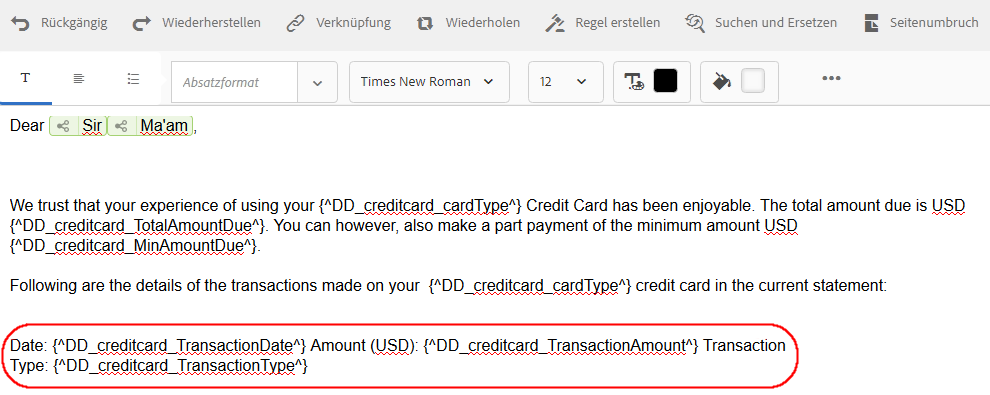 Rückgängig Wiederherstellen Verknüpfung Wiederholen Regel erstellen Suchen und Ersetzen Seitenumbruch
T Absatzformat Times New Roman 12 T •••
Dear Sir Ma'am,
We trust that your experience of using your {^DD_creditcard_cardType^} Credit Card has been enjoyable. The total amount due is USD
{^DD_creditcard_TotalAmountDue^}. You can however, also make a part payment of the minimum amount USD
{^DD_creditcard_MinAmountDue^}.
Following are the details of the transactions made on your {^DD_creditcard_cardType^} credit card in the current statement:
Date: {^DD_creditcard_TransactionDate^} Amount (USD): {^DD_creditcard_TransactionAmount^} Transaction
Type: {^DD_creditcard_TransactionType^}